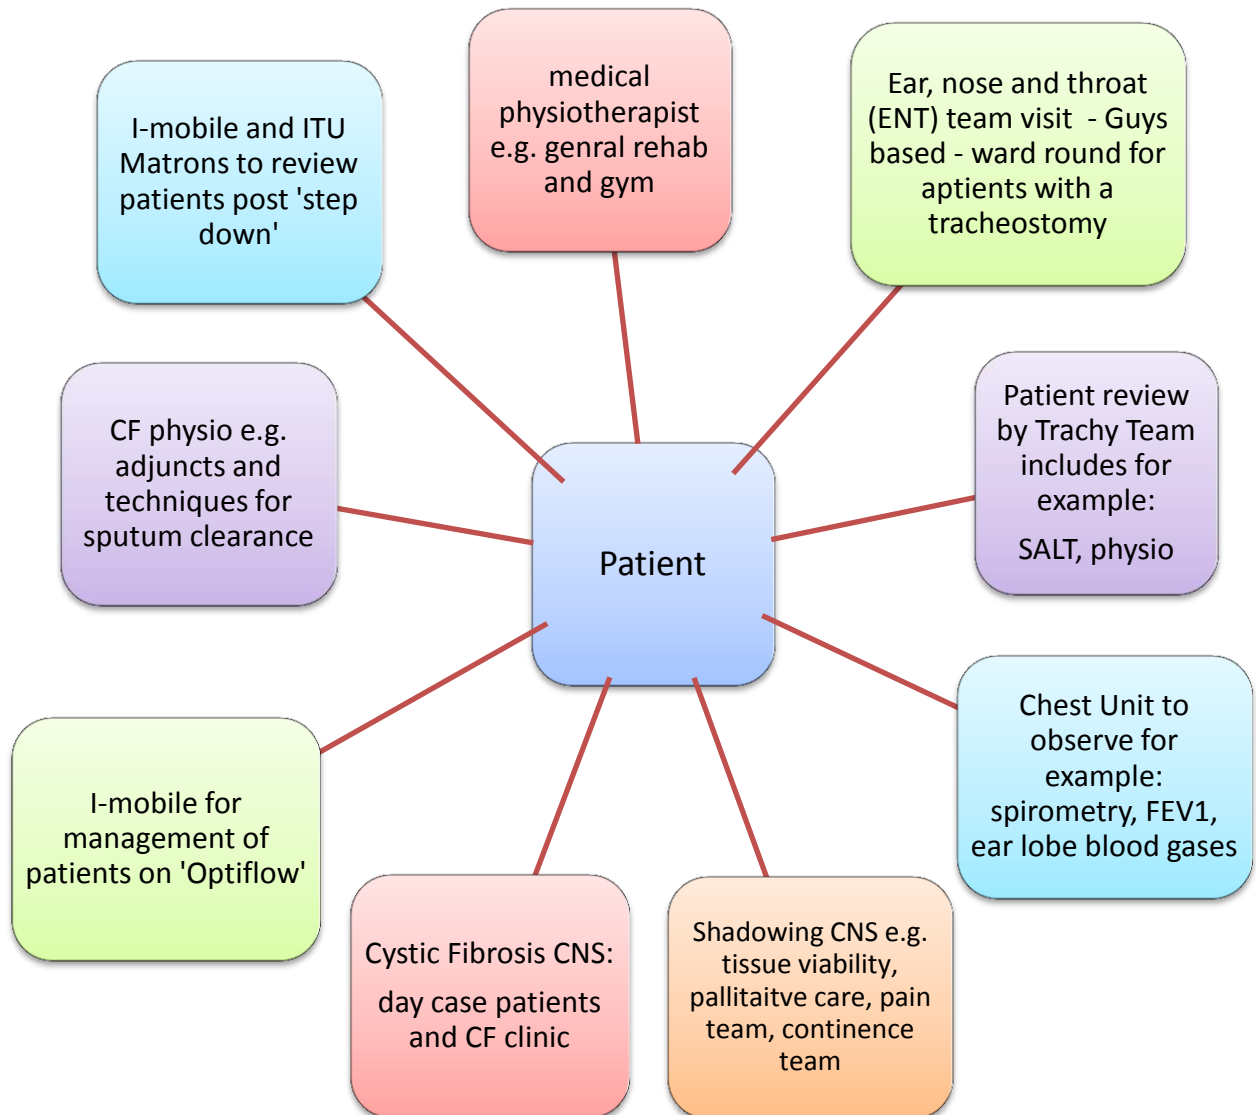 medical
physiotherapist
e.g. genral rehab
and gym
Ear, nose and throat
(ENT) team visit  - Guys
based - ward round for
aptients with a
tracheostomy
Patient review
by Trachy Team
includes for
example:
SALT, physio
Chest Unit to
observe for
example:
spirometry, FEV1,
ear lobe blood gases
Shadowing CNS e.g.
tissue viability,
pallitaitve care, pain
team, continence
team
Cystic Fibrosis CNS:
day case patients
and CF clinic
I-mobile for
management of
patients on 'Optiflow'
CF physio e.g.
adjuncts and
techniques for
sputum clearance
I-mobile and ITU
Matrons to review
patients post 'step
down'
Patient